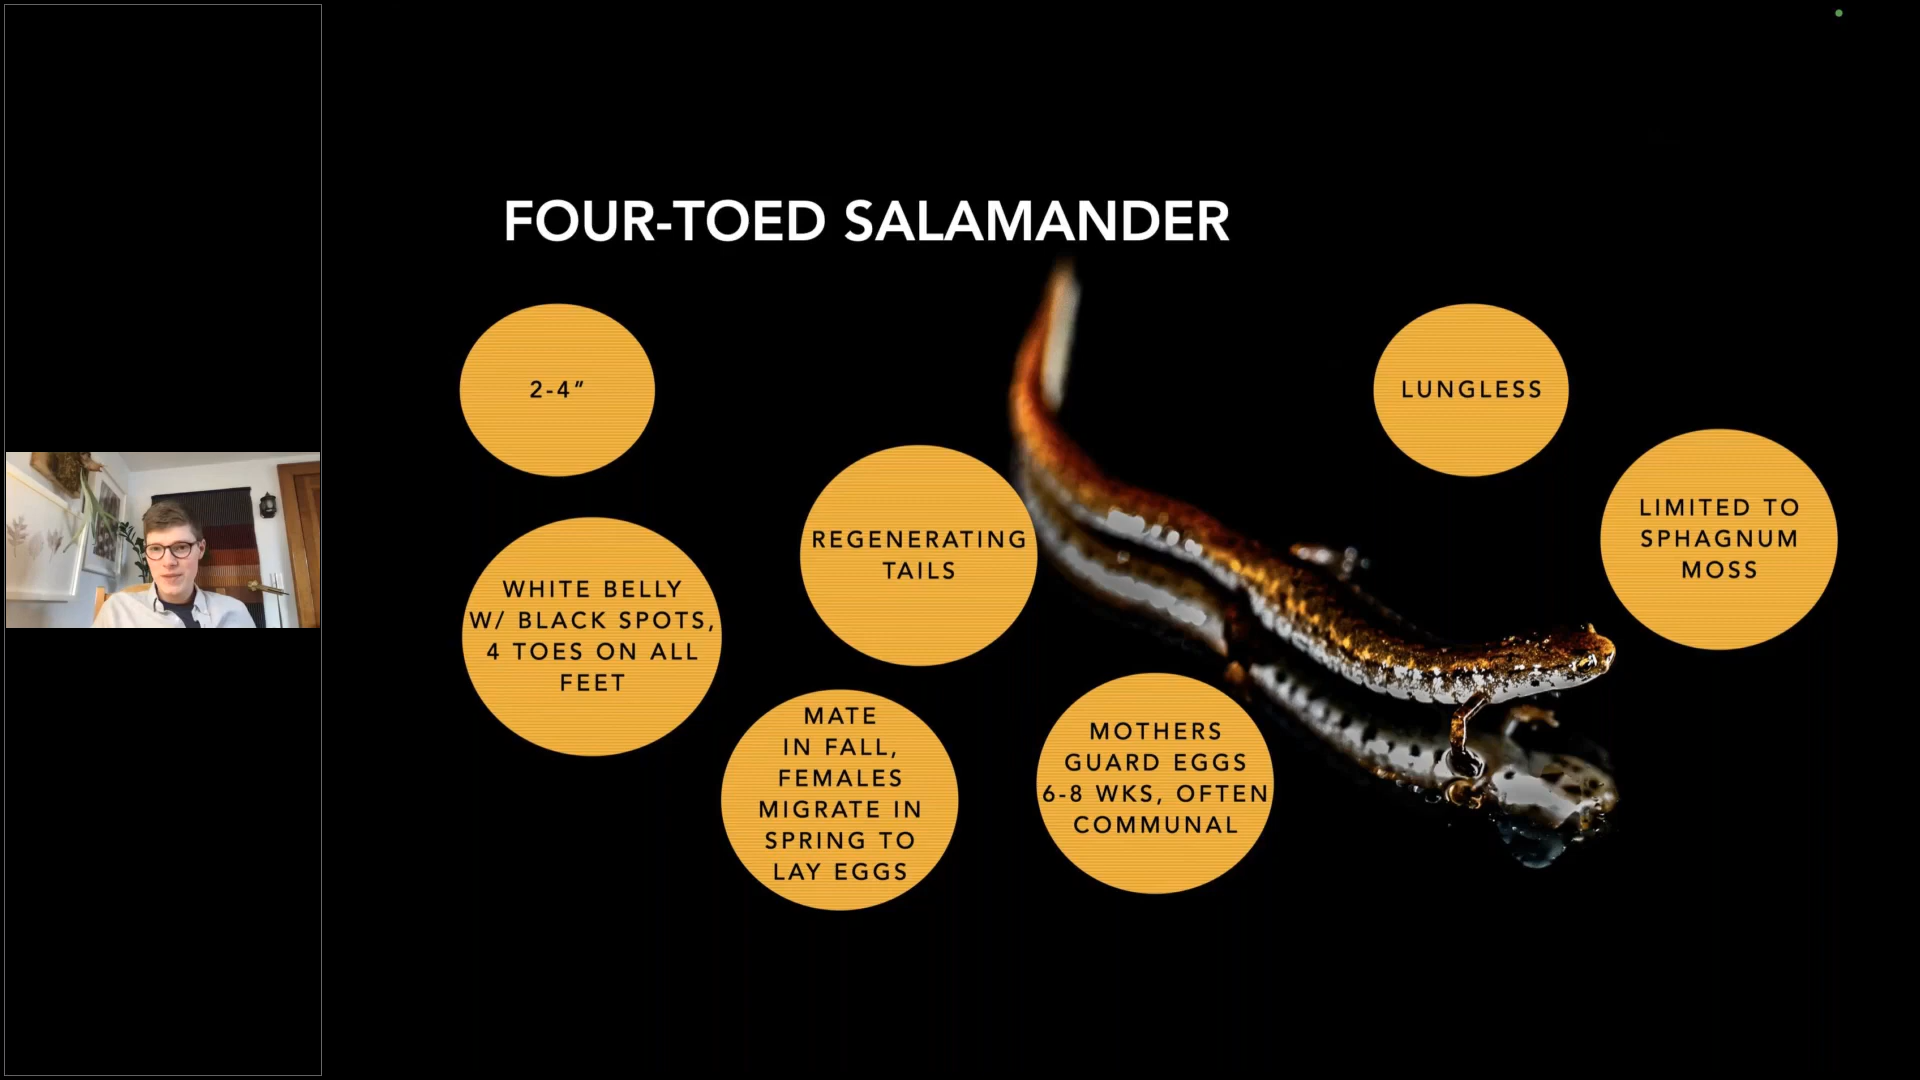 FOUR-TOED SALAMANDER
2-4”
WHITE BELLY
W/ BLACK SPOTS,
4 TOES ON ALL
FEET
REGENERATING
TAILS
MATE
IN FALL,
FEMALES
MIGRATE IN
SPRING TO
LAY EGGS
MOTHERS
GUARD EGGS
6-8 WKS, OFTEN
COMMUNAL
LUNGLESS
LIMITED TO
SPHAGNUM
MOSS